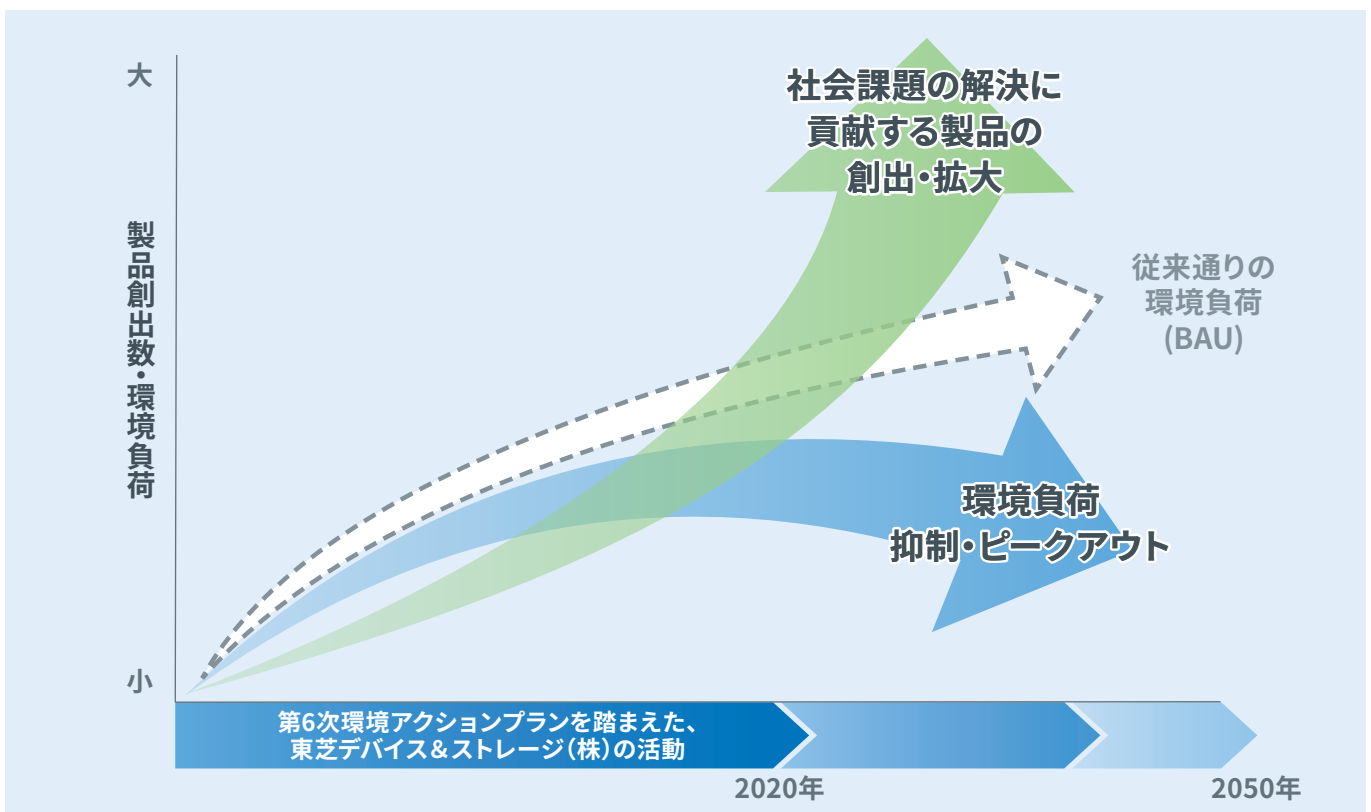 大
製品創出数・環境負荷
小
社会課題の解決に
貢献する製品の
創出・拡大
従来通りの
環境負荷
(BAU)
環境負荷
抑制・ピークアウト
第6次環境アクションプランを踏まえた、
東芝デバイス＆ストレージ（株）の活動
2020年
2050年